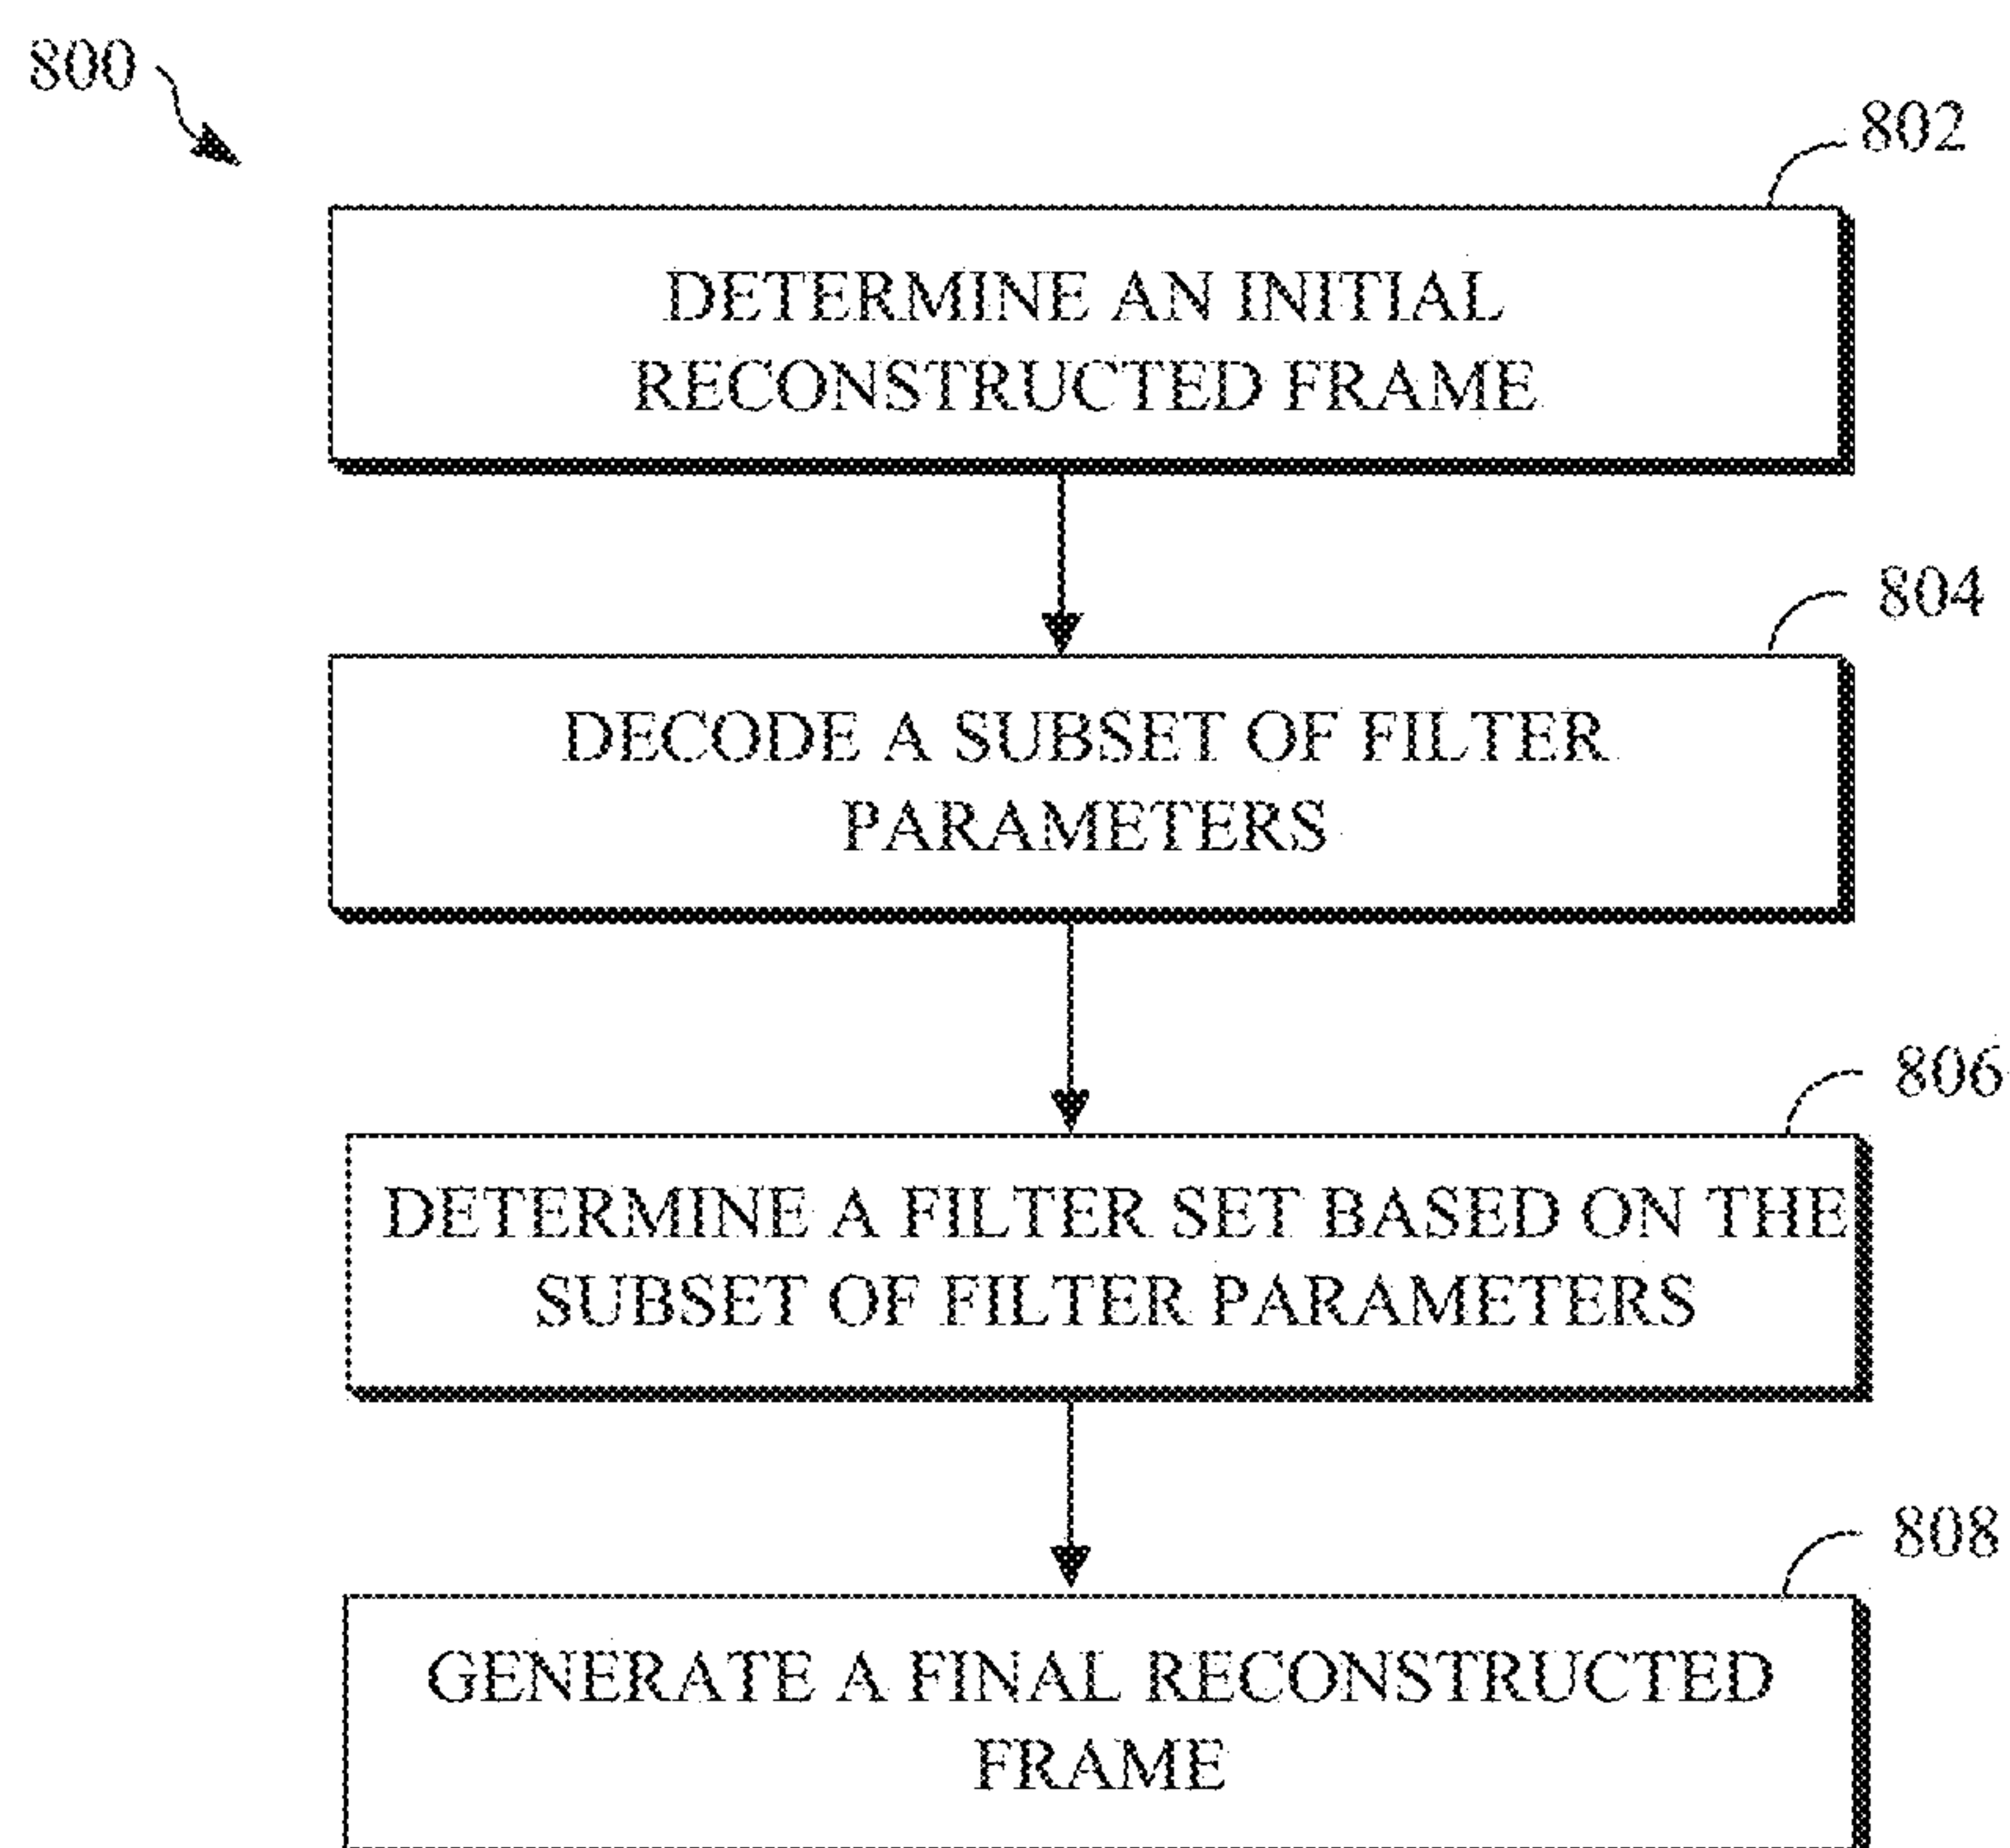 800
802
DETERMINE AN INITIAL
RECONSTRUCTED FRAME
804
DECODE A SUBSET OF FILTER
PARAMETERS
806
DETERMINE A FILTER SET BASED ON THE
SUBSET OF FILTER PARAMETERS
808
GENERATE A FINAL RECONSTRUCTED
FRAME